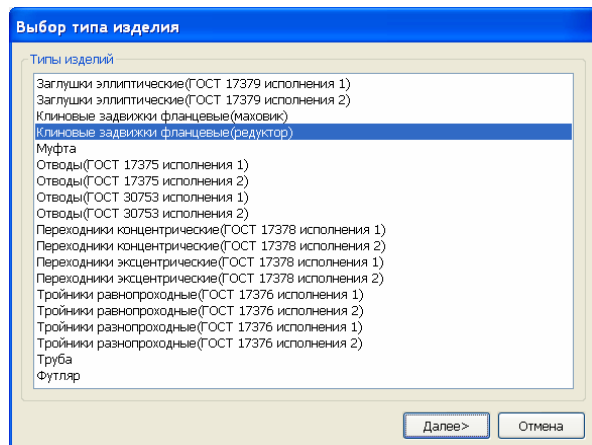 Выбор типа изделия
Типы изделий
Заглушки эллиптические(ГОСТ 17379 исполнения 1)
Заглушки эллиптические(ГОСТ 17379 исполнения 2)
Клиновые задвижки фланцевые(маховик)
Клиновые задвижки фланцевые(редуктор)
Муфта
Отводы(ГОСТ 17375 исполнения 1)
Отводы(ГОСТ 17375 исполнения 2)
Отводы(ГОСТ 30753 исполнения 1)
Отводы(ГОСТ 30753 исполнения 2)
Переходники концентрические(ГОСТ 17378 исполнения 1)
Переходники концентрические(ГОСТ 17378 исполнения 2)
Переходники эксцентрические(ГОСТ 17378 исполнения 1)
Переходники эксцентрические(ГОСТ 17378 исполнения 2)
Тройники равнопроходные(ГОСТ 17376 исполнения 1)
Тройники равнопроходные(ГОСТ 17376 исполнения 2)
Тройники разнопроходные(ГОСТ 17376 исполнения 1)
Тройники разнопроходные(ГОСТ 17376 исполнения 2)
Труба
Футляр
Далее> Отмена